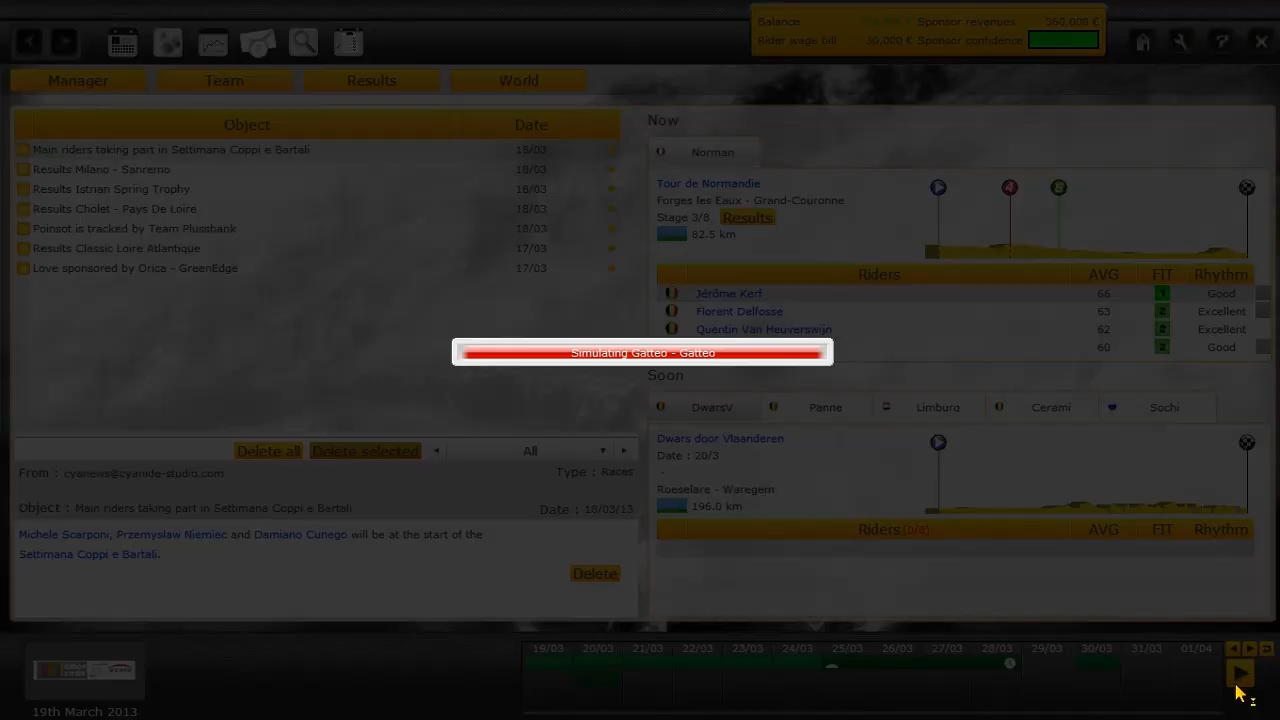 Balance Sponsor revenues 360,000 €
Rider wage bill 30,000 € Sponsor confidence
Manager Team Results World
Object Date
Main riders taking part in Settimana Coppi e Bartali 18/03
Results Milano - Sanremo 18/03
Results Istrian Spring Trophy 18/03
Results Cholet - Pays De Loire 18/03
Poinsot is tracked by Team Plussbank 18/03
Results Classic Loire Atlantique 17/03
Love sponsored by Orica - GreenEdge 17/03
Delete all Delete selected All
From : cyanews@cyanide-studio.com Type : Races
Object : Main riders taking part in Settimana Coppi e Bartali Date : 18/03/13
Michele Scarponi, Przemyslaw Niemiec and Damiano Cunego will be at the start of the
Settimana Coppi e Bartali.
Delete
Now
Norman
Tour de Normandie
Forges les Eaux - Grand-Couronne
Stage 3/8 Results
82.5 km
4 8
Riders AVG FIT Rhythm
Jérôme Kerf 66 1 Good
Florent Delfosse 63 2 Excellent
Quentin Van Heuverswijn 62 2 Excellent
60 2 Good
Simulating Gatteo - Gatteo
Soon
DwarsV Panne Limburg Cerami Sochi
Dwars door Vlaanderen
Date : 20/3
-
Roeselare - Waregem
196.0 km
Riders (0/8) AVG FIT Rhythm
19/03 20/03 21/03 22/03 23/03 24/03 25/03 26/03 27/03 28/03 29/03 30/03 31/03 01/04
19th March 2013